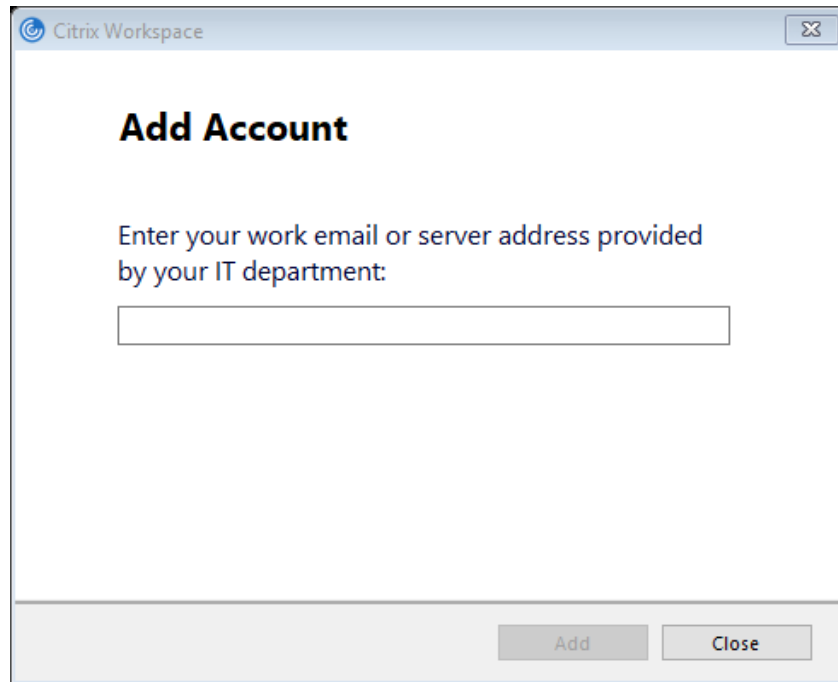 Citrix Workspace
Add Account
Enter your work email or server address provided
by your IT department:
Add Close